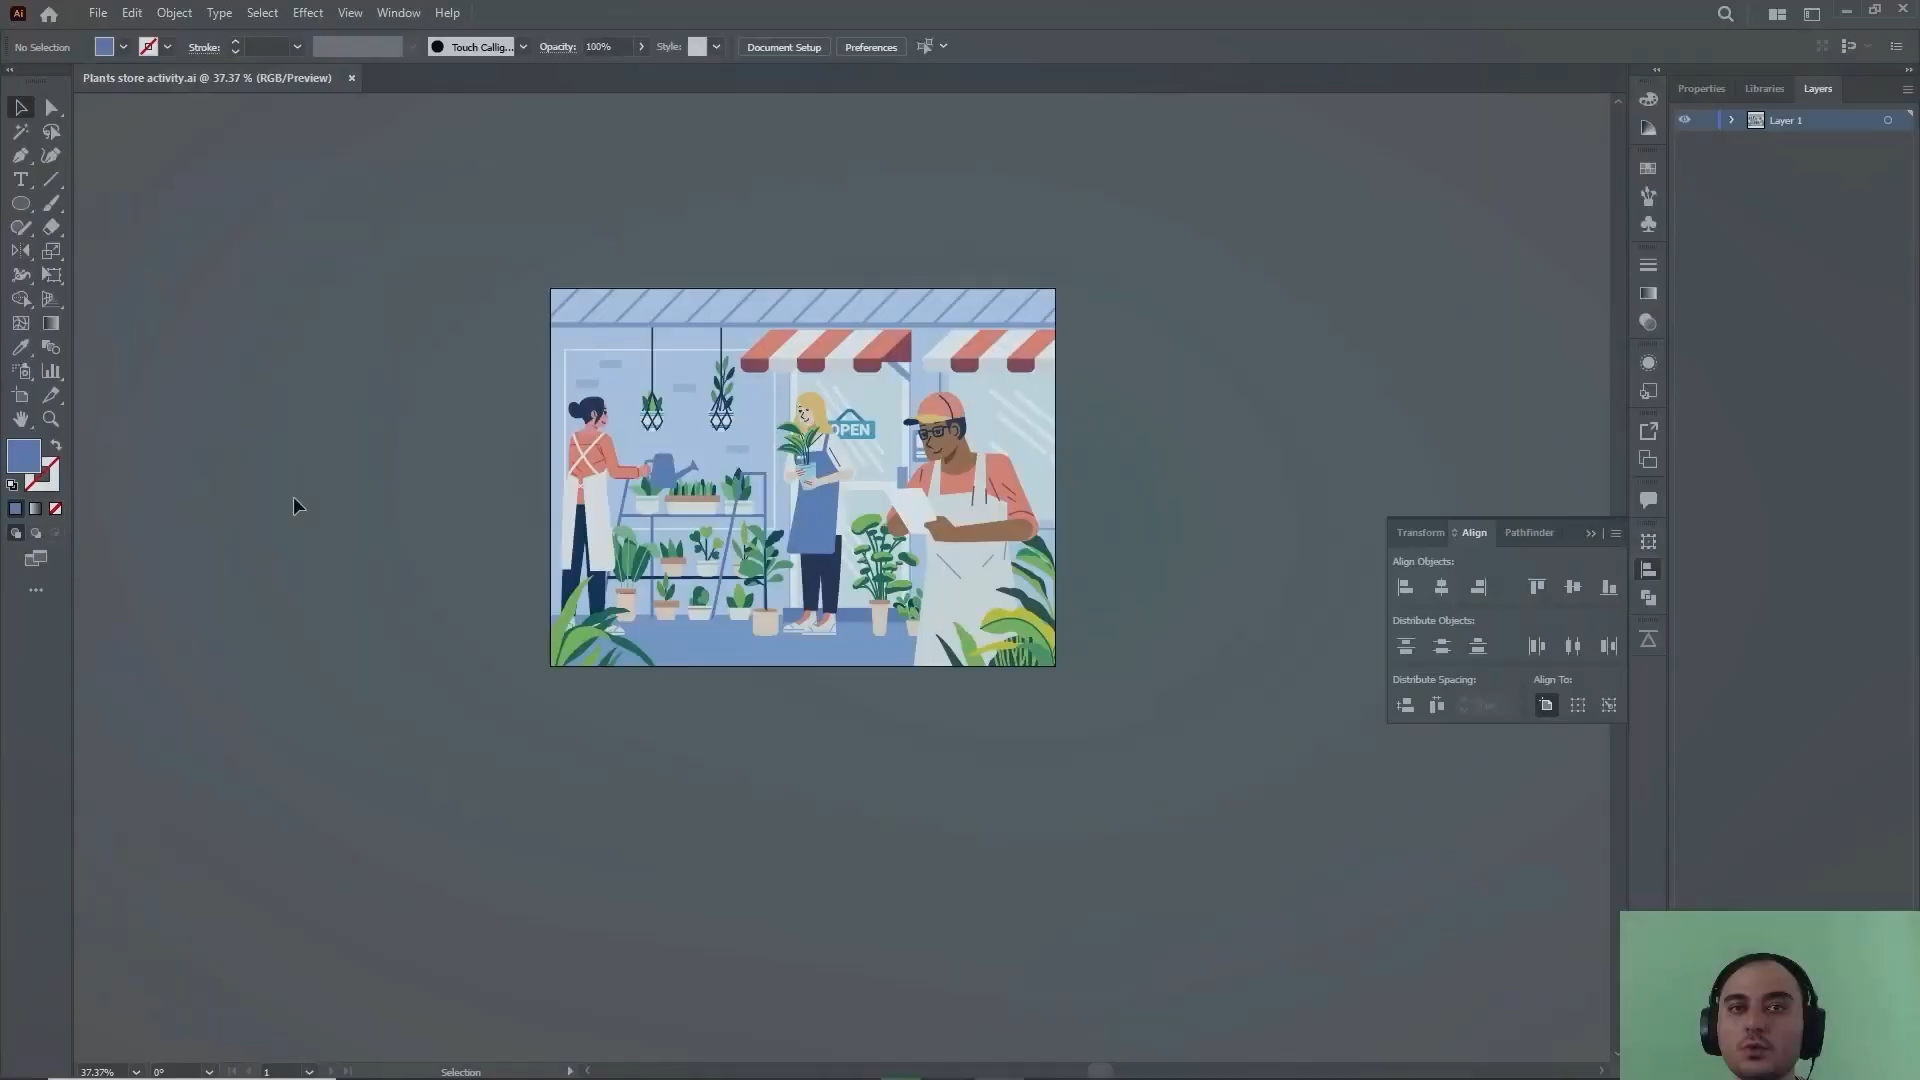 Ai File Edit Object Type Select Effect View Window Help
No Selection Stroke: Touch Callig... Opacity: 100% Style: Document Setup Preferences
Plants store activity.ai @ 37.37 % (RGB/Preview) ×
Properties Libraries Layers
Layer 1
OPEN
Transform Align Pathfinder
Align Objects:
Distribute Objects:
Distribute Spacing: Align To:
37.37% 0° 1 Selection